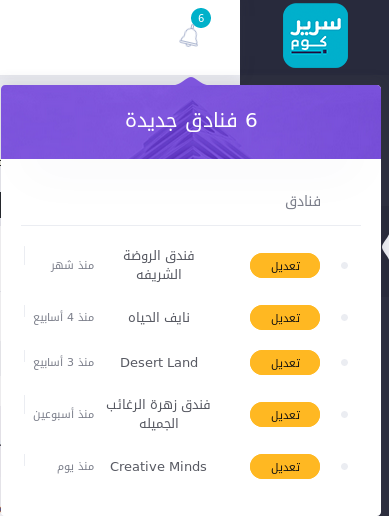 سرير
كوم
6
6 فنادق جديدة
فنادق
تعديل
فندق الروضة
الشريفه
منذ شهر
تعديل
نايف الحياه
منذ 4 أسابيع
تعديل
Desert Land
منذ 3 أسابيع
تعديل
فندق زهرة الرغائب
الجميله
منذ أسبوعين
تعديل
Creative Minds
منذ يوم